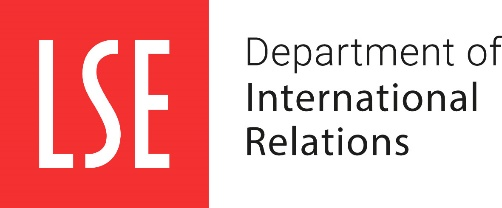 LSE
Department of
International
Relations